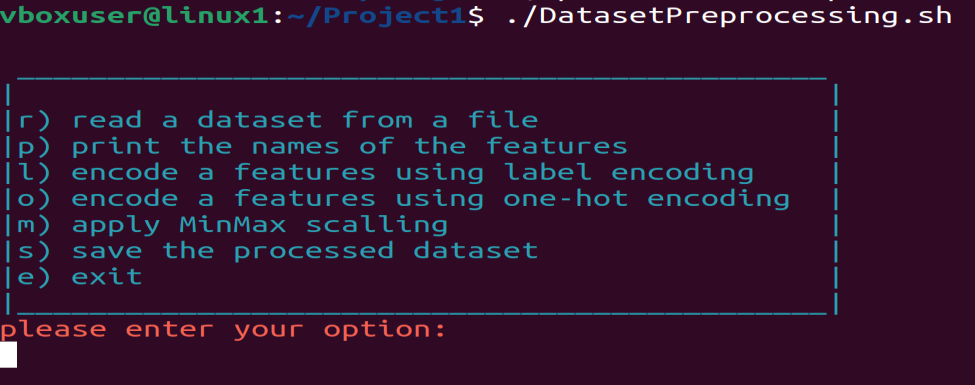 vboxuser@linux1:~/Project1$ ./DatasetPreprocessing.sh
r) read a dataset from a file
p) print the names of the features
l) encode a features using label encoding
o) encode a features using one-hot encoding
m) apply MinMax scalling
s) save the processed dataset
e) exit
please enter your option: